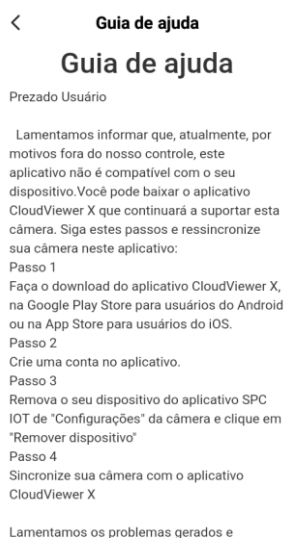 Guia de ajuda
Guia de ajuda
Prezado Usuário
Lamentamos informar que, atualmente, por
motivos fora do nosso controle, este
aplicativo não é compatível com o seu
dispositivo.Você pode baixar o aplicativo
CloudViewer X que continuará a suportar esta
câmera. Siga estes passos e ressincronize
sua câmera neste aplicativo:
Passo 1
Faça o download do aplicativo CloudViewer X,
na Google Play Store para usuários do Android
ou na App Store para usuários do iOS.
Passo 2
Crie uma conta no aplicativo.
Passo 3
Remova o seu dispositivo do aplicativo SPC
IOT de "Configurações" da câmera e clique em
"Remover dispositivo"
Passo 4
Sincronize sua câmera com o aplicativo
CloudViewer X
Lamentamos os problemas gerados e